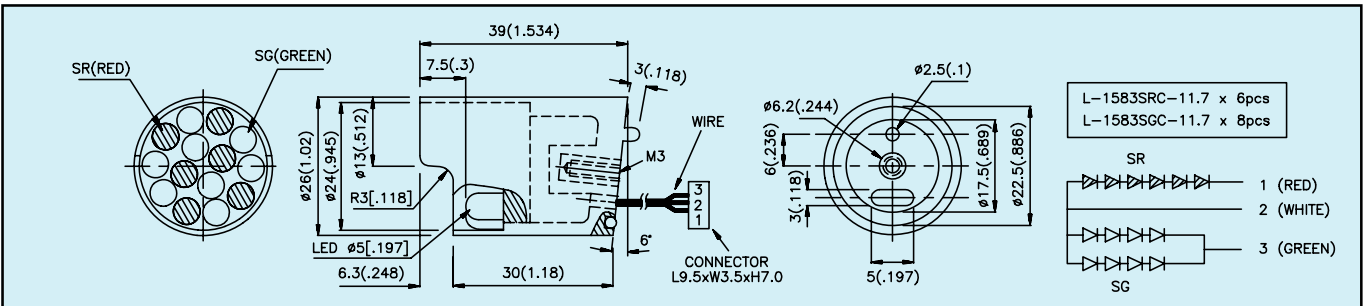 SR(RED)
SG(GREEN)
39(1.534)
7.5(.3)
3(.118)
ø26(1.02)
ø24(.945)
ø13(.512)
R3[.118]
LED ø5[.197]
6.3(.248)
30(1.18)
6°
M3
WIRE
3
2
1
CONNECTOR
L9.5xW3.5xH7.0
ø2.5(.1)
ø6.2(.244)
6(.236)
3(.118)
5(.197)
ø17.5(.689)
ø22.5(.886)
L-1583SRC-11.7 x 6pcs
L-1583SGC-11.7 x 8pcs
SR
1 (RED)
2 (WHITE)
3 (GREEN)
SG